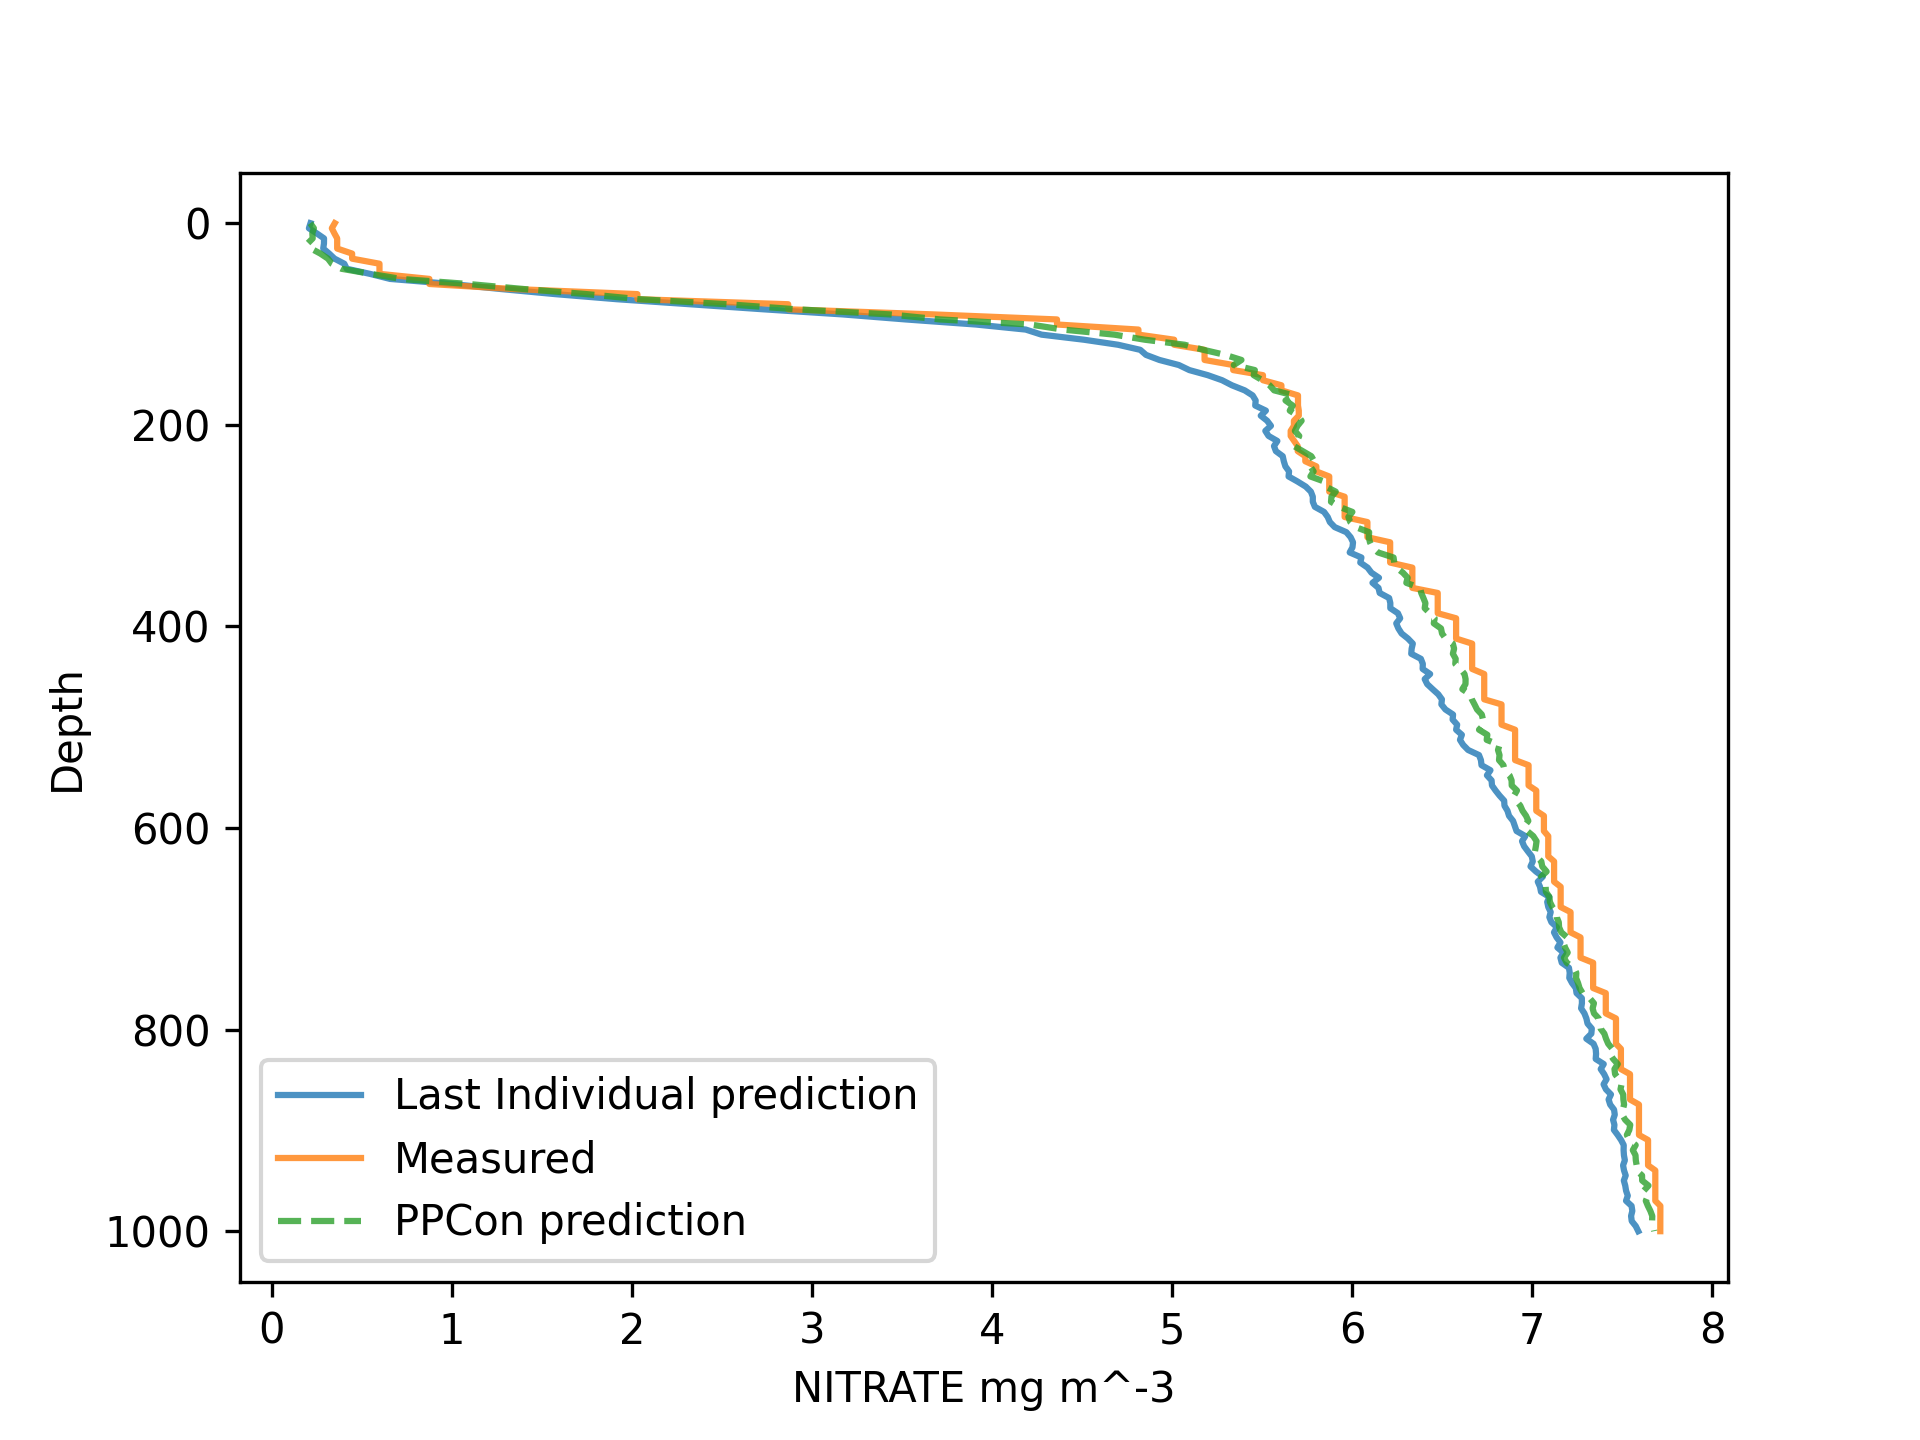 0
200
400
600
800
1000
Depth
Last Individual prediction
Measured
PPCon prediction
0 1 2 3 4 5 6 7 8
NITRATE mg m^-3